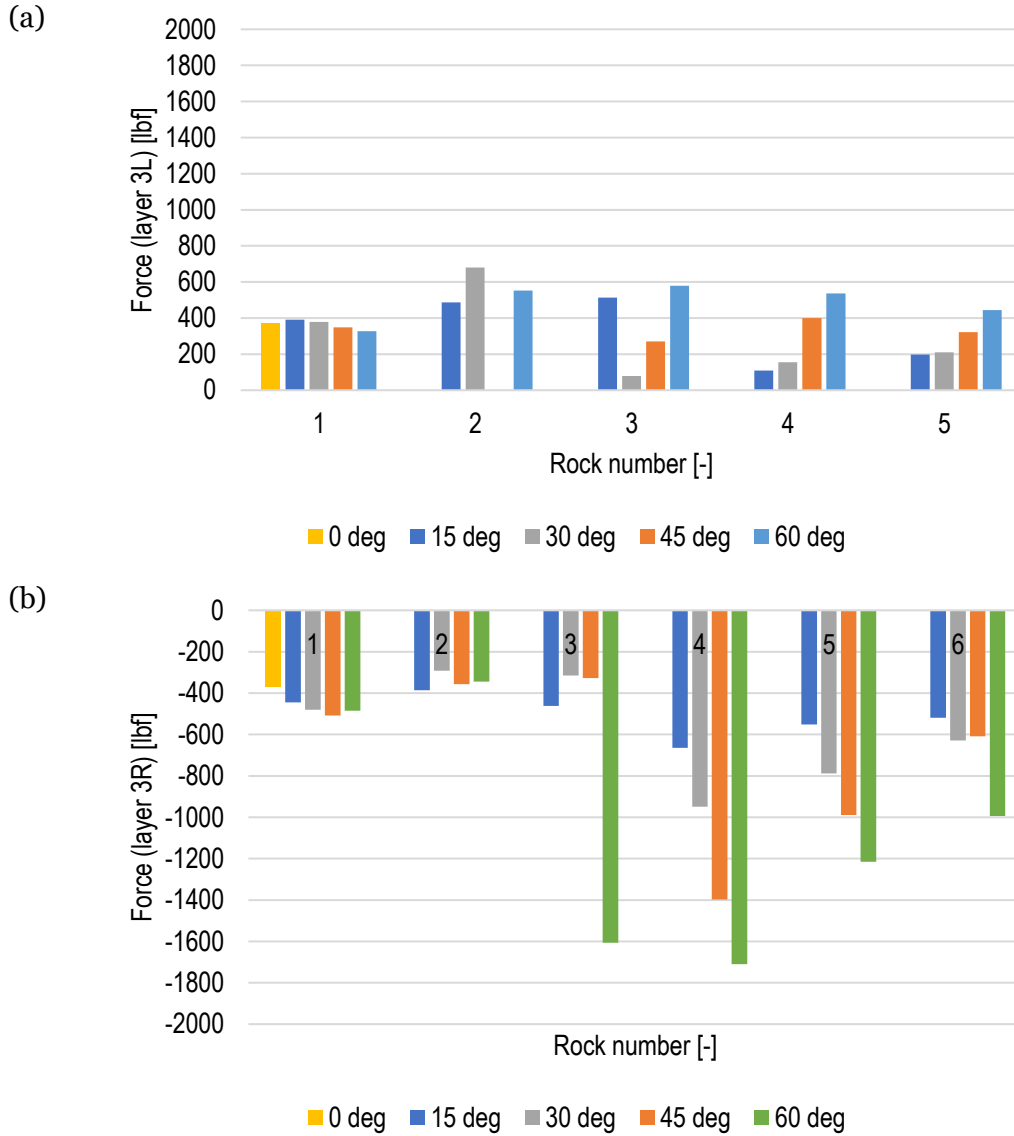 (a)
2000
1800
1600
1400
1200
1000
800
600
400
200
0
Force (layer 3L) [lbf]
1 2 3 4 5
Rock number [-]
0 deg 15 deg 30 deg 45 deg 60 deg
(b)
0
-200
-400
-600
-800
-1000
-1200
-1400
-1600
-1800
-2000
Force (layer 3R) [lbf]
1 2 3 4 5 6
Rock number [-]
0 deg 15 deg 30 deg 45 deg 60 deg